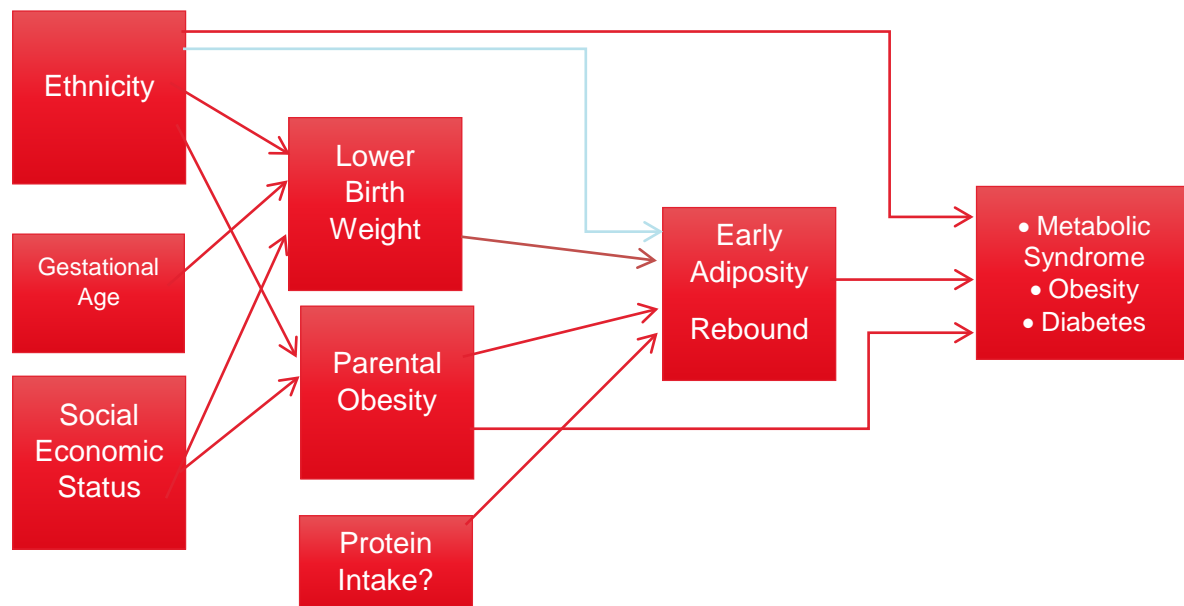 Ethnicity
Lower
Birth
Weight
Gestational
Age
Early
Adiposity
Rebound
• Metabolic
Syndrome
• Obesity
• Diabetes
Parental
Obesity
Social
Economic
Status
Protein
Intake?